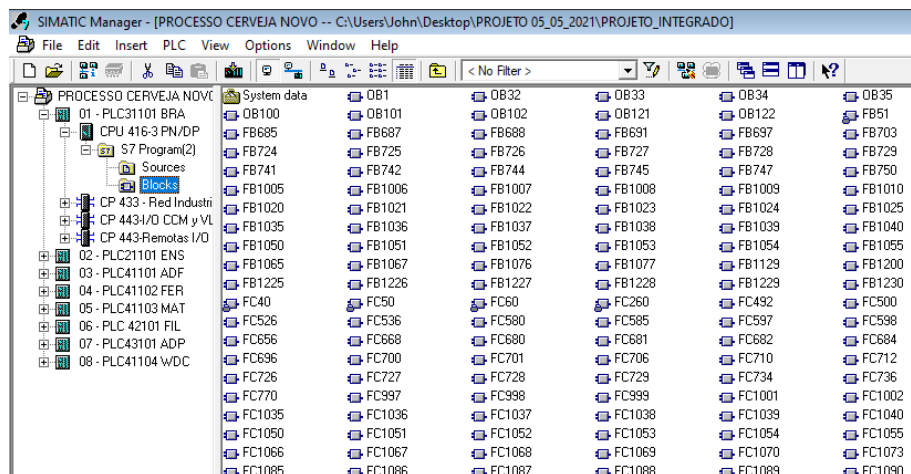 SIMATIC Manager - [PROCESSO CERVEJA NOVO -- C:\Users\John\Desktop\PROJETO 05_05_2021\PROJETO_INTEGRADO]
File Edit Insert PLC View Options Window Help
< No Filter >
PROCESSO CERVEJA NOVO
01 - PLC31101 BRA
CPU 416-3 PN/DP
S7 Program(2)
Sources
Blocks
CP 433 - Red Industri
CP 443-I/O CCM y VL
CP 443-Remotas I/O
02 - PLC21101 ENS
03 - PLC41101 ADF
04 - PLC41102 FER
05 - PLC41103 MAT
06 - PLC 42101 FIL
07 - PLC43101 ADP
08 - PLC41104 WDC
System data OB1 OB32 OB33 OB34 OB35
OB100 OB101 OB102 OB121 OB122 FB51
FB685 FB687 FB688 FB691 FB697 FB703
FB724 FB725 FB726 FB727 FB728 FB729
FB741 FB742 FB744 FB745 FB747 FB750
FB1005 FB1006 FB1007 FB1008 FB1009 FB1010
FB1020 FB1021 FB1022 FB1023 FB1024 FB1025
FB1035 FB1036 FB1037 FB1038 FB1039 FB1040
FB1050 FB1051 FB1052 FB1053 FB1054 FB1055
FB1065 FB1067 FB1076 FB1077 FB1129 FB1200
FB1225 FB1226 FB1227 FB1228 FB1229 FB1230
FC40 FC50 FC60 FC260 FC492 FC500
FC526 FC536 FC580 FC585 FC597 FC598
FC656 FC668 FC680 FC681 FC682 FC684
FC696 FC700 FC701 FC706 FC710 FC712
FC726 FC727 FC728 FC729 FC734 FC736
FC770 FC997 FC998 FC999 FC1001 FC1002
FC1035 FC1036 FC1037 FC1038 FC1039 FC1040
FC1050 FC1051 FC1052 FC1053 FC1054 FC1055
FC1066 FC1067 FC1068 FC1069 FC1070 FC1073
FC1085 FC1086 FC1087 FC1088 FC1089 FC1090